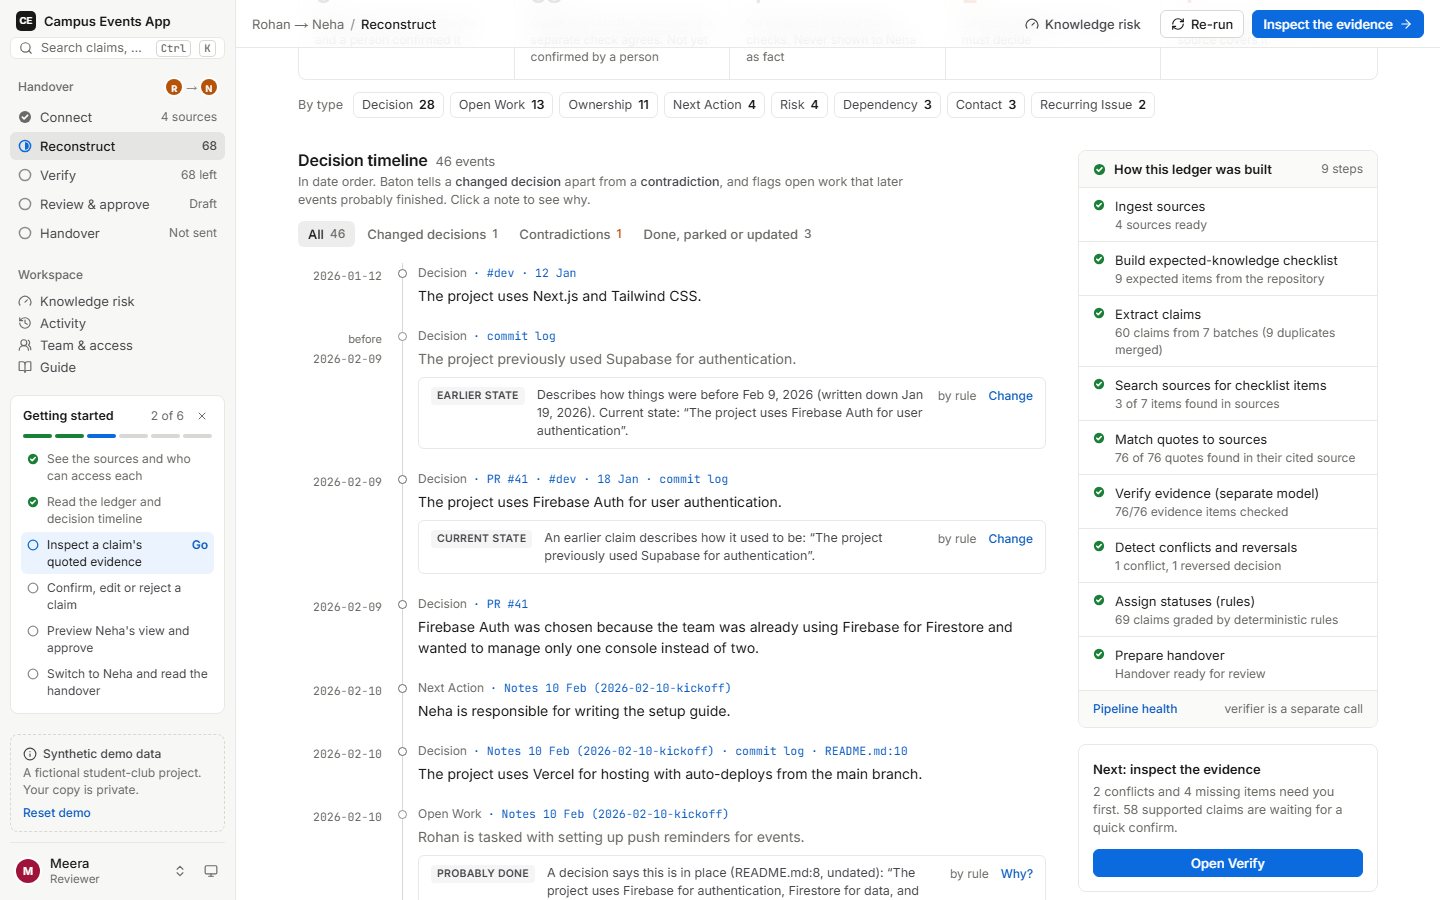 CE Campus Events App
Search claims, ... Ctrl K
Handover R → N
Connect 4 sources
Reconstruct 68
Verify 68 left
Review & approve Draft
Handover Not sent
Workspace
Knowledge risk
Activity
Team & access
Guide
Getting started 2 of 6
See the sources and who
can access each
Read the ledger and
decision timeline
Inspect a claim's Go
quoted evidence
Confirm, edit or reject a
claim
Preview Neha's view and
approve
Switch to Neha and read the
handover
Synthetic demo data
A fictional student-club project.
Your copy is private.
Reset demo
M Meera
Reviewer
Rohan → Neha / Reconstruct
Knowledge risk
Re-run
Inspect the evidence →
confirmed by a person
as fact
By type Decision 28 Open Work 13 Ownership 11 Next Action 4 Risk 4 Dependency 3 Contact 3 Recurring Issue 2
Decision timeline 46 events
In date order. Baton tells a changed decision apart from a contradiction, and flags open work that later
events probably finished. Click a note to see why.
All 46 Changed decisions 1 Contradictions 1 Done, parked or updated 3
2026-01-12 Decision · #dev · 12 Jan
The project uses Next.js and Tailwind CSS.
before Decision · commit log
2026-02-09 The project previously used Supabase for authentication.
EARLIER STATE Describes how things were before Feb 9, 2026 (written down Jan by rule Change
19, 2026). Current state: “The project uses Firebase Auth for user
authentication”.
2026-02-09 Decision · PR #41 · #dev · 18 Jan · commit log
The project uses Firebase Auth for user authentication.
CURRENT STATE An earlier claim describes how it used to be: “The project by rule Change
previously used Supabase for authentication”.
2026-02-09 Decision · PR #41
Firebase Auth was chosen because the team was already using Firebase for Firestore and
wanted to manage only one console instead of two.
2026-02-10 Next Action · Notes 10 Feb (2026-02-10-kickoff)
Neha is responsible for writing the setup guide.
2026-02-10 Decision · Notes 10 Feb (2026-02-10-kickoff) · commit log · README.md:10
The project uses Vercel for hosting with auto-deploys from the main branch.
2026-02-10 Open Work · Notes 10 Feb (2026-02-10-kickoff)
Rohan is tasked with setting up push reminders for events.
PROBABLY DONE A decision says this is in place (README.md:8, undated): “The by rule Why?
project uses Firebase for authentication, Firestore for data, and
How this ledger was built 9 steps
Ingest sources
4 sources ready
Build expected-knowledge checklist
9 expected items from the repository
Extract claims
60 claims from 7 batches (9 duplicates
merged)
Search sources for checklist items
3 of 7 items found in sources
Match quotes to sources
76 of 76 quotes found in their cited source
Verify evidence (separate model)
76/76 evidence items checked
Detect conflicts and reversals
1 conflict, 1 reversed decision
Assign statuses (rules)
69 claims graded by deterministic rules
Prepare handover
Handover ready for review
Pipeline health verifier is a separate call
Next: inspect the evidence
2 conflicts and 4 missing items need you
first. 58 supported claims are waiting for a
quick confirm.
Open Verify